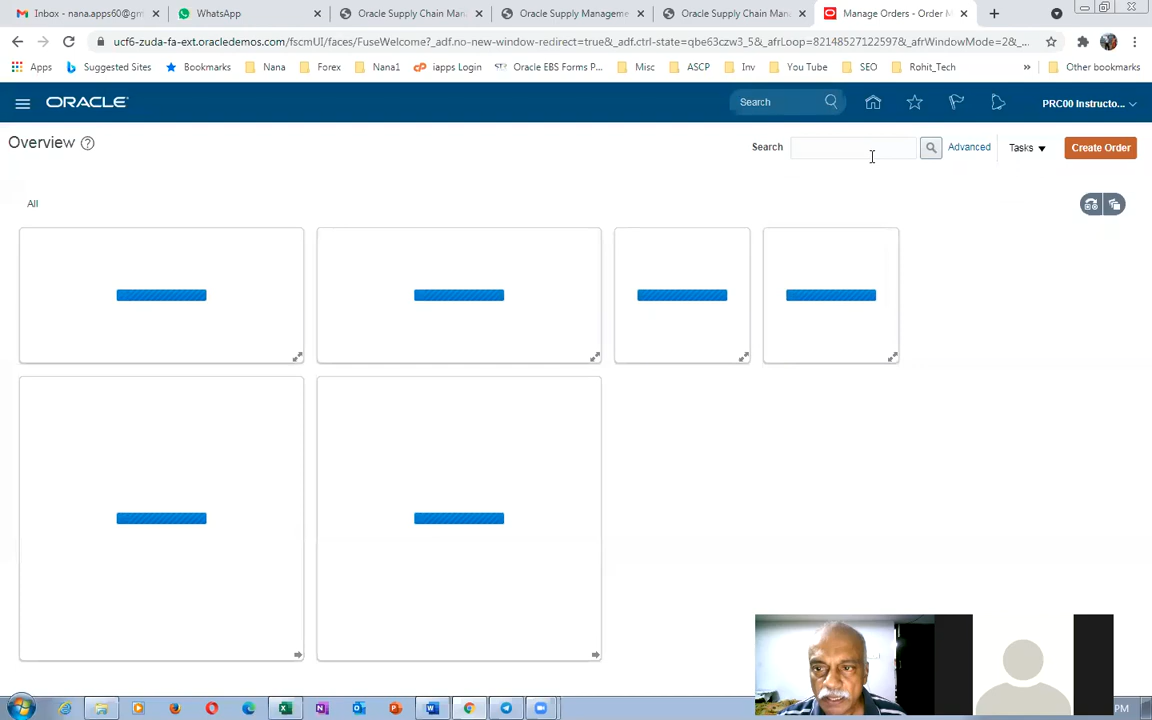 Inbox - nana.apps60@gm
WhatsApp
Oracle Supply Chain Man
Oracle Supply Manageme
Oracle Supply Chain Man
Manage Orders - Order M
ucf6-zuda-fa-ext.oracledemos.com/fscmUI/faces/FuseWelcome?_adf.no-new-window-redirect=true&_adf.ctrl-state=qbe63czw3_5&_afrLoop=82148527122597&_afrWindowMode=2&_...
Apps
Suggested Sites
Bookmarks
Nana
Forex
Nana1
iapps Login
Oracle EBS Forms P...
Misc
ASCP
Inv
You Tube
SEO
Rohit_Tech
»
Other bookmarks
ORACLE
Search
PRC00 Instructo...
Overview
Search
Advanced
Tasks
Create Order
All
PM